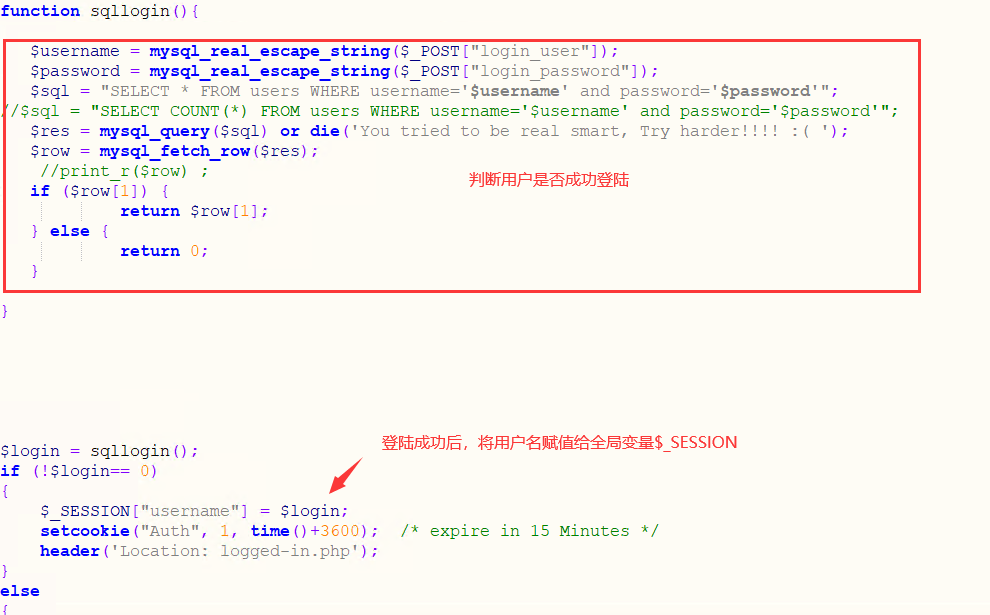 function sqllogin(){
$username = mysql_real_escape_string($_POST["login_user"]);
$password = mysql_real_escape_string($_POST["login_password"]);
$sql = "SELECT * FROM users WHERE username='$username' and password='$password'";
//$sql = "SELECT COUNT(*) FROM users WHERE username='$username' and password='$password'";
$res = mysql_query($sql) or die('You tried to be real smart, Try harder!!!! :( ');
$row = mysql_fetch_row($res);
//print_r($row) ;
判断用户是否成功登陆
if ($row[1]) {
return $row[1];
} else {
return 0;
}
}
登陆成功后，将用户名赋值给全局变量$_SESSION
$login = sqllogin();
if (!$login== 0)
{
$_SESSION["username"] = $login;
setcookie("Auth", 1, time()+3600); /* expire in 15 Minutes */
header('Location: logged-in.php');
}
else
{